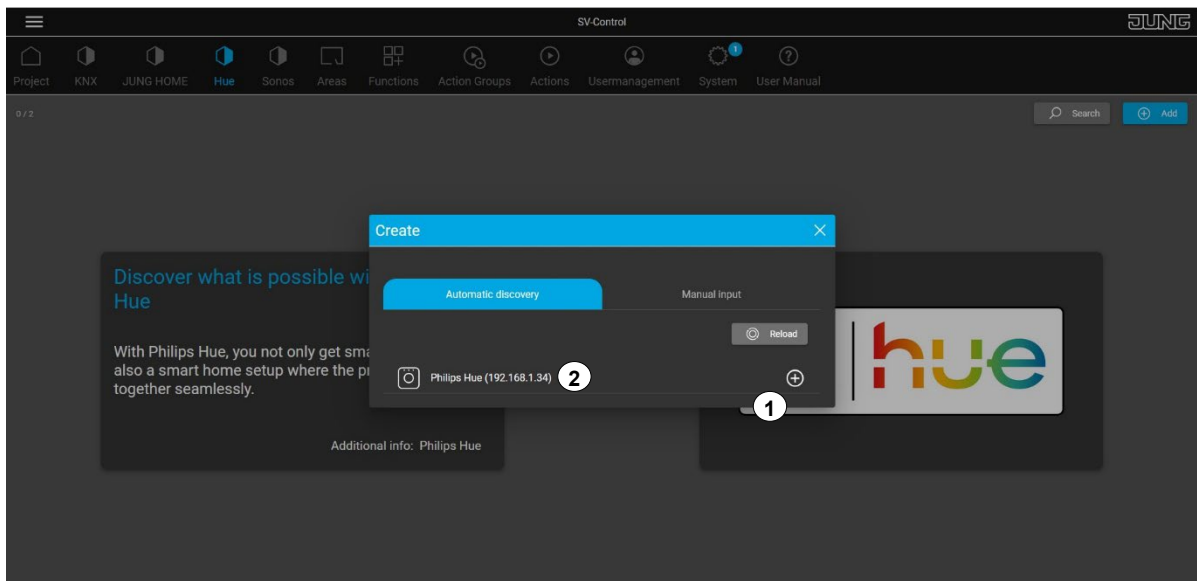 SV-Control
JUNG
Project KNX JUNG HOME Hue Sonos Areas Functions Action Groups Actions Usermanagement System 1 User Manual
0 / 2
Search Add
Create
Automatic discovery Manual input
Reload
Philips Hue (192.168.1.34) 2
1
Discover what is possible wi
Hue
With Philips Hue, you not only get sma
also a smart home setup where the p
together seamlessly.
Additional info: Philips Hue
hue